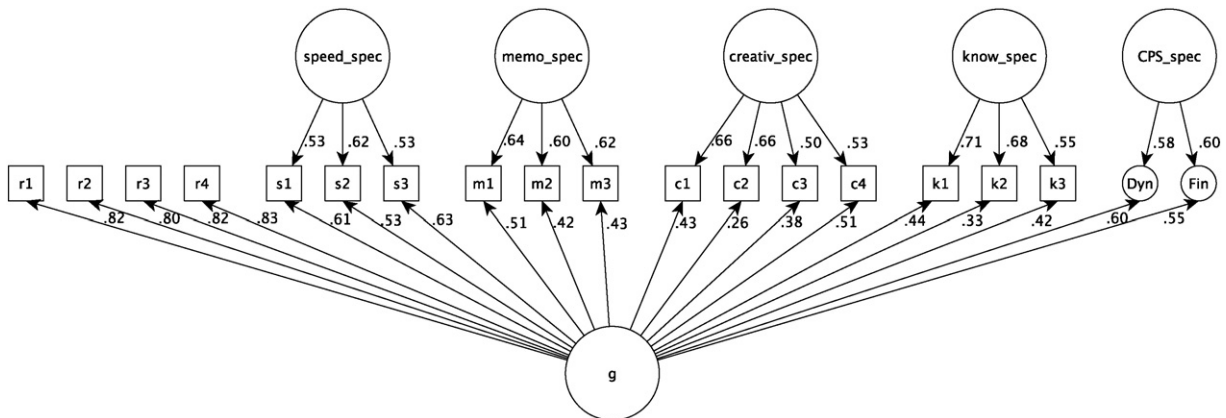 speed_spec memo_spec creativ_spec know_spec CPS_spec
.53 .62 .53 .64 .60 .62 .66 .66 .50 .53 .71 .68 .55 .58 .60
r1 r2 r3 r4 s1 s2 s3 m1 m2 m3 c1 c2 c3 c4 k1 k2 k3 Dyn Fin
.82 .80 .82 .83 .61 .53 .63 .51 .42 .43 .43 .26 .38 .51 .44 .33 .42 .60 .55
g